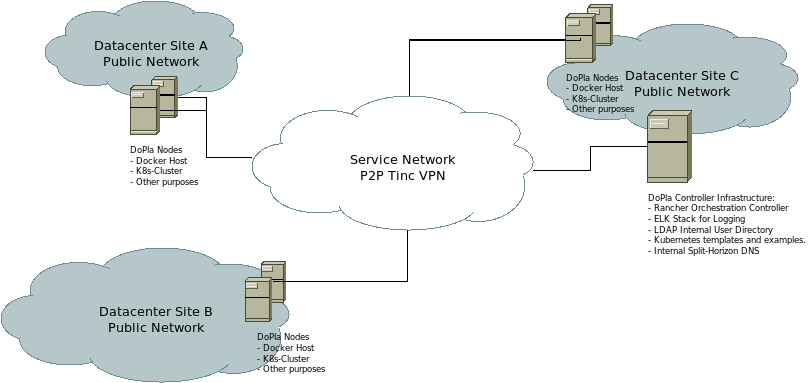 Datacenter Site A
Public Network
DoPla Nodes
- Docker Host
- K8s-Cluster
- Other purposes
Service Network
P2P Tinc VPN
DoPla Nodes
- Docker Host
- K8s-Cluster
- Other purposes
Datacenter Site C
Public Network
DoPla Controller Infrastructure:
- Rancher Orchestration Controller
- ELK Stack for Logging
- LDAP Internal User Directory
- Kubernetes templates and examples.
- Internal Split-Horizon DNS
Datacenter Site B
Public Network
DoPla Nodes
- Docker Host
- K8s-Cluster
- Other purposes